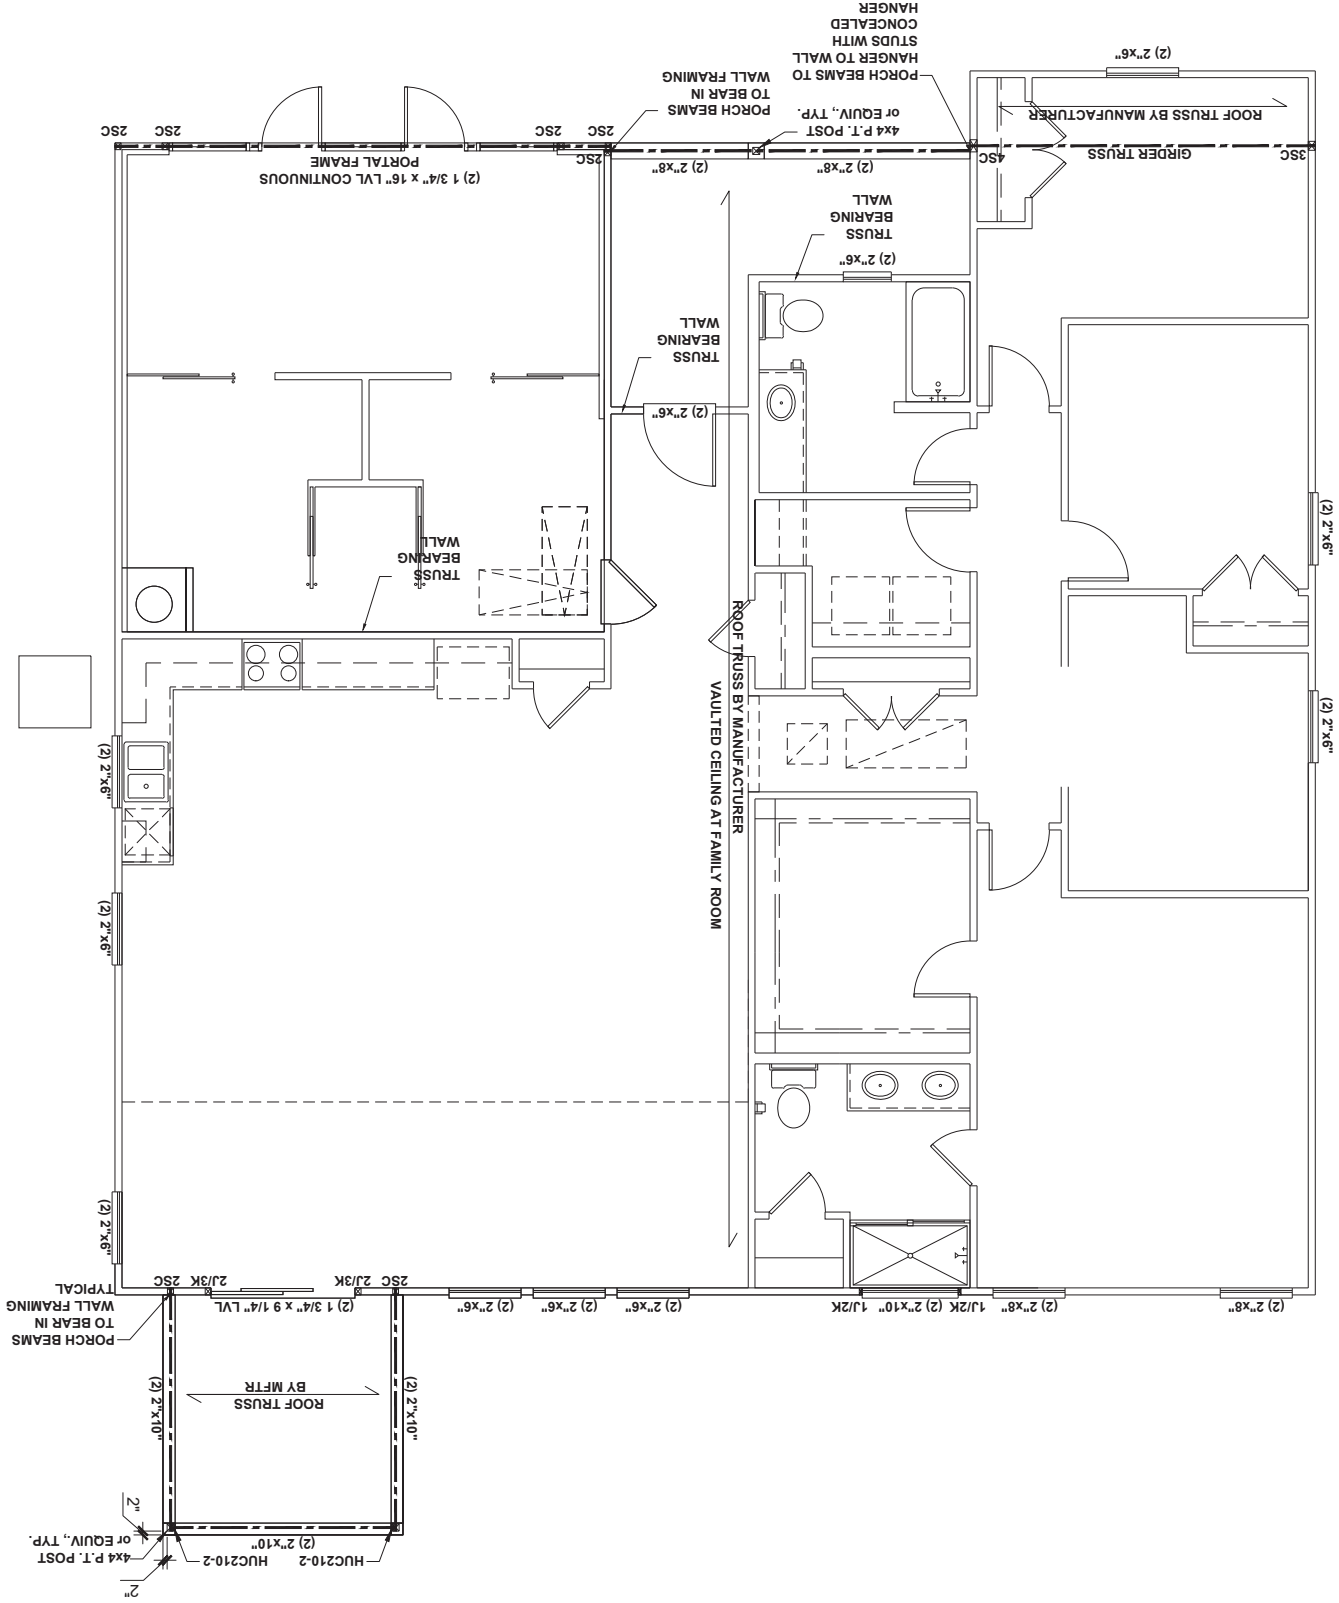 2"
HUC210-2
HUC210-2
4x4 P.T. POST
or EQUIV., TYP.
(2) 2"x10"
2"
(2) 2"x10"
(2) 2"x10"
ROOF TRUSS
BY MFTR
PORCH BEAMS
TO BEAR IN
WALL FRAMING
TYPICAL
(2) 2"x8"
(2) 2"x8"
1J/2K
(2) 2"x10"
1J/2K
(2) 2"x6"
(2) 2"x6"
(2) 2"x6"
(2) 1 3/4" x 9 1/4" LVL
2SC
2J/3K
2J/3K
2SC
(2) 2"x6"
(2) 2"x6"
(2) 2"x6"
ROOF TRUSS BY MANUFACTURER
VAULTED CEILING AT FAMILY ROOM
(2) 2"x6"
(2) 2"x6"
TRUSS
BEARING
WALL
(2) 2"x6"
TRUSS
BEARING
WALL
(2) 2"x6"
TRUSS
BEARING
WALL
(2) 1 3/4" x 16" LVL CONTINUOUS
PORTAL FRAME
3SC
GIRDER TRUSS
4SC
(2) 2"x8"
(2) 2"x8"
2SC
2SC
2SC
2SC
2SC
ROOF TRUSS BY MANUFACTURER
4x4 P.T. POST
or EQUIV., TYP.
PORCH BEAMS
TO BEAR IN
WALL FRAMING
PORCH BEAMS TO
HANGER TO WALL
STUDS WITH
CONCEALED
HANGER
(2) 2"x6"